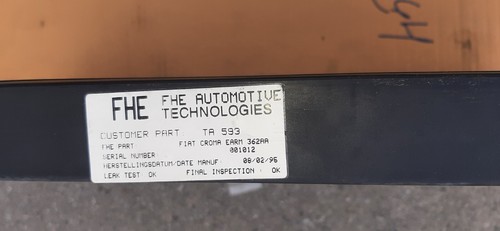 FHE FHE AUTOMOTIVE
TECHNOLOGIES
CUSTOMER PART TA 593
FHE PART FIAT CROMA EARM 362AA
SERIAL NUMBER 001012
HERSTELLINGSDATUM/DATE MANUF: 08/02/96
LEAK TEST OK FINAL INSPECTION : OK